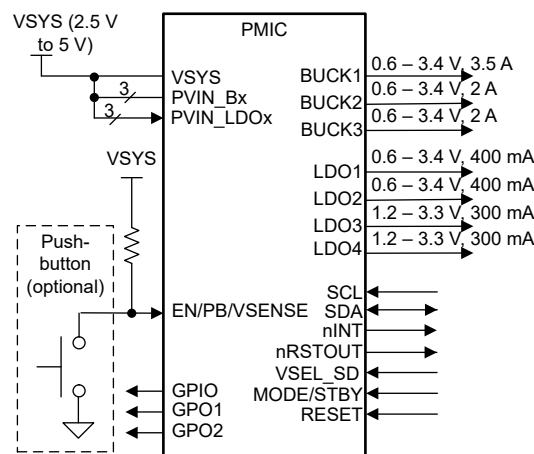 VSYS (2.5 V
to 5 V)
PMIC
VSYS
3
PVIN_Bx
3
PVIN_LDOx
VSYS
Push-
button
(optional)
EN/PB/VSENSE
GPIO
GPO1
GPO2
BUCK1
0.6 – 3.4 V, 3.5 A
BUCK2
0.6 – 3.4 V, 2 A
BUCK3
0.6 – 3.4 V, 2 A
LDO1
0.6 – 3.4 V, 400 mA
LDO2
0.6 – 3.4 V, 400 mA
LDO3
1.2 – 3.3 V, 300 mA
LDO4
1.2 – 3.3 V, 300 mA
SCL
SDA
nINT
nRSTOUT
VSEL_SD
MODE/STBY
RESET